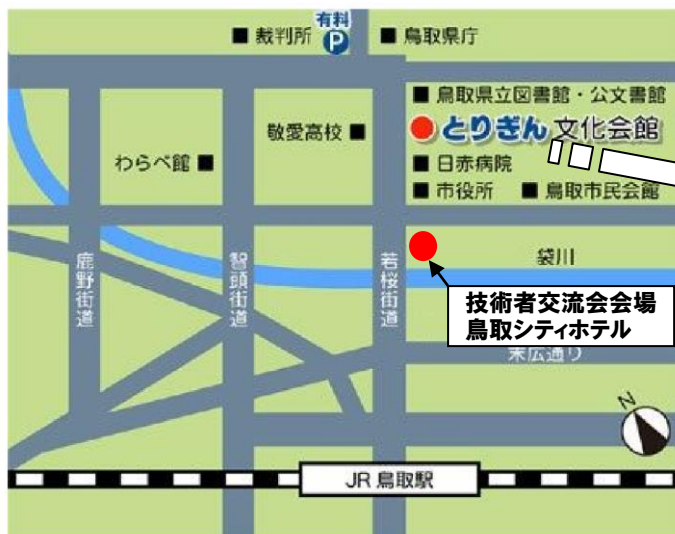 有料
P
■ 裁判所
■ 鳥取県庁
■ 鳥取県立図書館・公文書館
敬愛高校 ■
とりぎん 文化会館
わらべ館 ■
■ 日赤病院
■ 市役所
■ 鳥取市民会館
鹿野街道
智頭街道
若桜街道
袋川
技術者交流会会場
鳥取シティホテル
末広通り
N
JR 鳥取駅